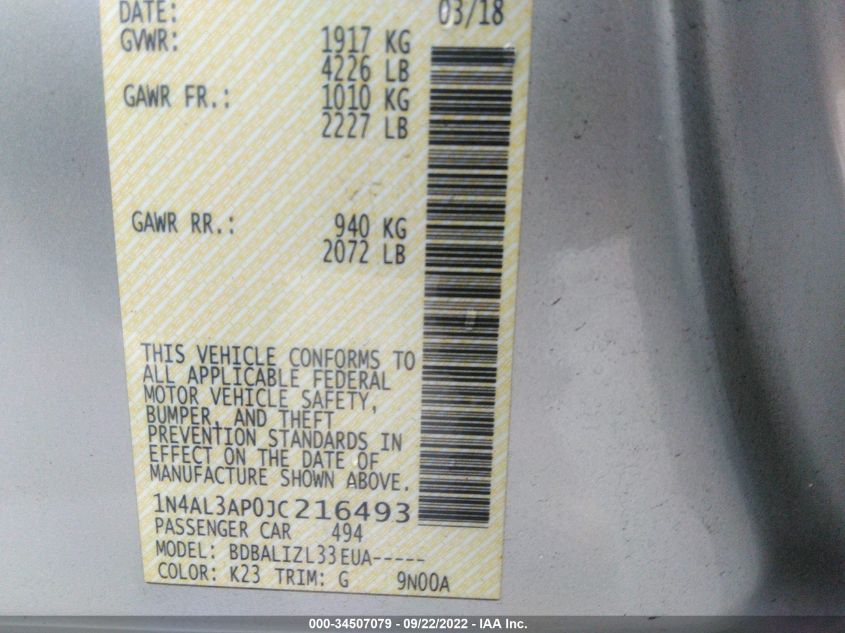 DATE: 03/18
GVWR: 1917 KG
4226 LB
GAWR FR.: 1010 KG
2227 LB
GAWR RR.: 940 KG
2072 LB
THIS VEHICLE CONFORMS TO
ALL APPLICABLE FEDERAL
MOTOR VEHICLE SAFETY,
BUMPER, AND THEFT
PREVENTION STANDARDS IN
EFFECT ON THE DATE OF
MANUFACTURE SHOWN ABOVE.
1N4AL3AP0JC216493
PASSENGER CAR 494
MODEL: BDBALIZL33EUA-----
COLOR: K23 TRIM: G 9N00A
000-34507079 - 09/22/2022 - IAA Inc.